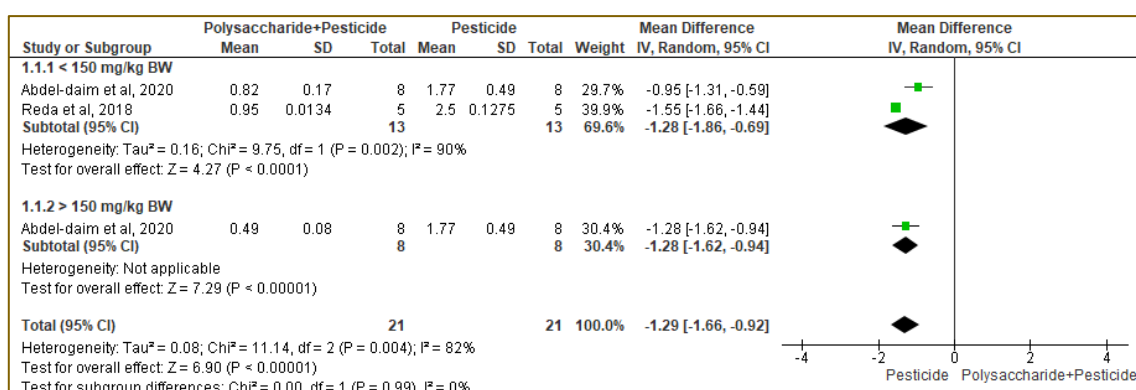 Polysaccharide+Pesticide Pesticide Mean Difference Mean Difference
Study or Subgroup Mean SD Total Mean SD Total Weight IV, Random, 95% CI IV, Random, 95% CI
1.1.1 < 150 mg/kg BW
Abdel-daim et al, 2020 0.82 0.17 8 1.77 0.49 8 29.7% -0.95 [-1.31, -0.59]
Reda et al, 2018 0.95 0.0134 5 2.5 0.1275 5 39.9% -1.55 [-1.66, -1.44]
Subtotal (95% CI) 13 13 69.6% -1.28 [-1.86, -0.69]
Heterogeneity: Tau² = 0.16; Chi² = 9.75, df = 1 (P = 0.002); I² = 90%
Test for overall effect: Z = 4.27 (P < 0.0001)
1.1.2 > 150 mg/kg BW
Abdel-daim et al, 2020 0.49 0.08 8 1.77 0.49 8 30.4% -1.28 [-1.62, -0.94]
Subtotal (95% CI) 8 8 30.4% -1.28 [-1.62, -0.94]
Heterogeneity: Not applicable
Test for overall effect: Z = 7.29 (P < 0.00001)
Total (95% CI) 21 21 100.0% -1.29 [-1.66, -0.92]
Heterogeneity: Tau² = 0.08; Chi² = 11.14, df = 2 (P = 0.004); I² = 82%
Test for overall effect: Z = 6.90 (P < 0.00001)
Test for subgroup differences: Chi² = 0.00, df = 1 (P = 0.99), I² = 0%
-4 -2 0 2 4
Pesticide Polysaccharide+Pesticide